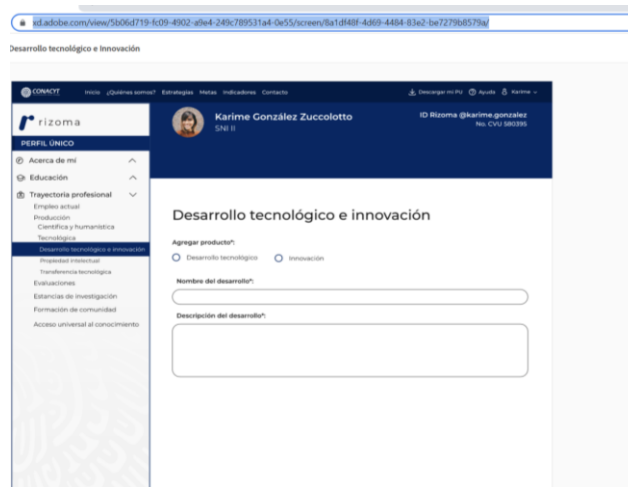 xd.adobe.com/view/5b06d719-fc09-4902-a9e4-249c789531a4-0e55/screen/8a1df48f-4d69-4484-83e2-be7279b8579a/
Desarrollo tecnológico e Innovación
CONACYT Inicio ¿Quiénes somos? Estrategias Metas Indicadores Contacto Descargar mi PU Ayuda Karime
rizoma
Karime González Zuccolotto
SNI II
ID Rizoma @karime.gonzalez
No. CVU 580395
PERFIL ÚNICO
Acerca de mí
Educación
Trayectoria profesional
Empleo actual
Producción
Científica y humanística
Tecnológica
Desarrollo tecnológico e innovación
Propiedad intelectual
Transferencia tecnológica
Evaluaciones
Estancias de investigación
Formación de comunidad
Acceso universal al conocimiento
Desarrollo tecnológico e innovación
Agregar producto*:
Desarrollo tecnológico Innovación
Nombre del desarrollo*:
Descripción del desarrollo*: